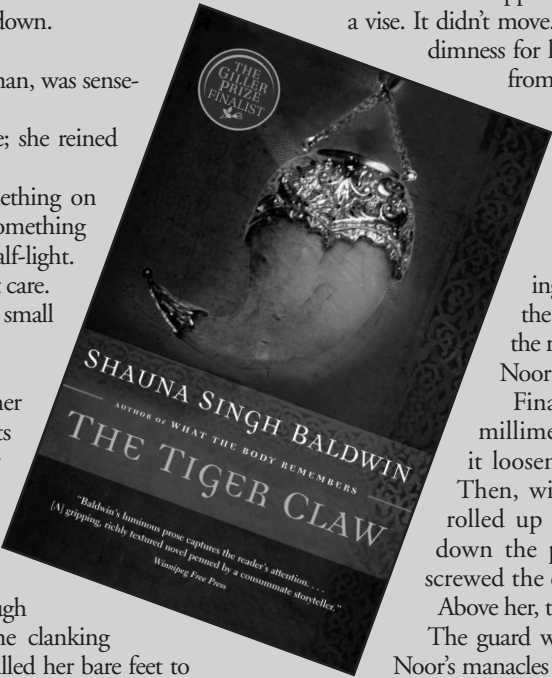 down.
nan, was sense-
e; she reined
ething on
omething
alf-light.
t care.
small
her
ts
ough
ne clanking
lled her bare feet to
THE
GILLER
PRIZE
FINALIST
SHAUNA SINGH BALDWIN
AUTHOR OF WHAT THE BODY REMEMBERS
THE TIGER CLAW
"Baldwin's luminous prose captures the reader's attention. . . .
[A] gripping, richly textured novel penned by a consummate storyteller."
Winnipeg Free Press
a vise. It didn't move.
dimness for l
from
ing
the
the r
Noor
Fina
millime
it loosen
Then, wi
rolled up
down the p
screwed the c
Above her, t
The guard w
Noor's manacles